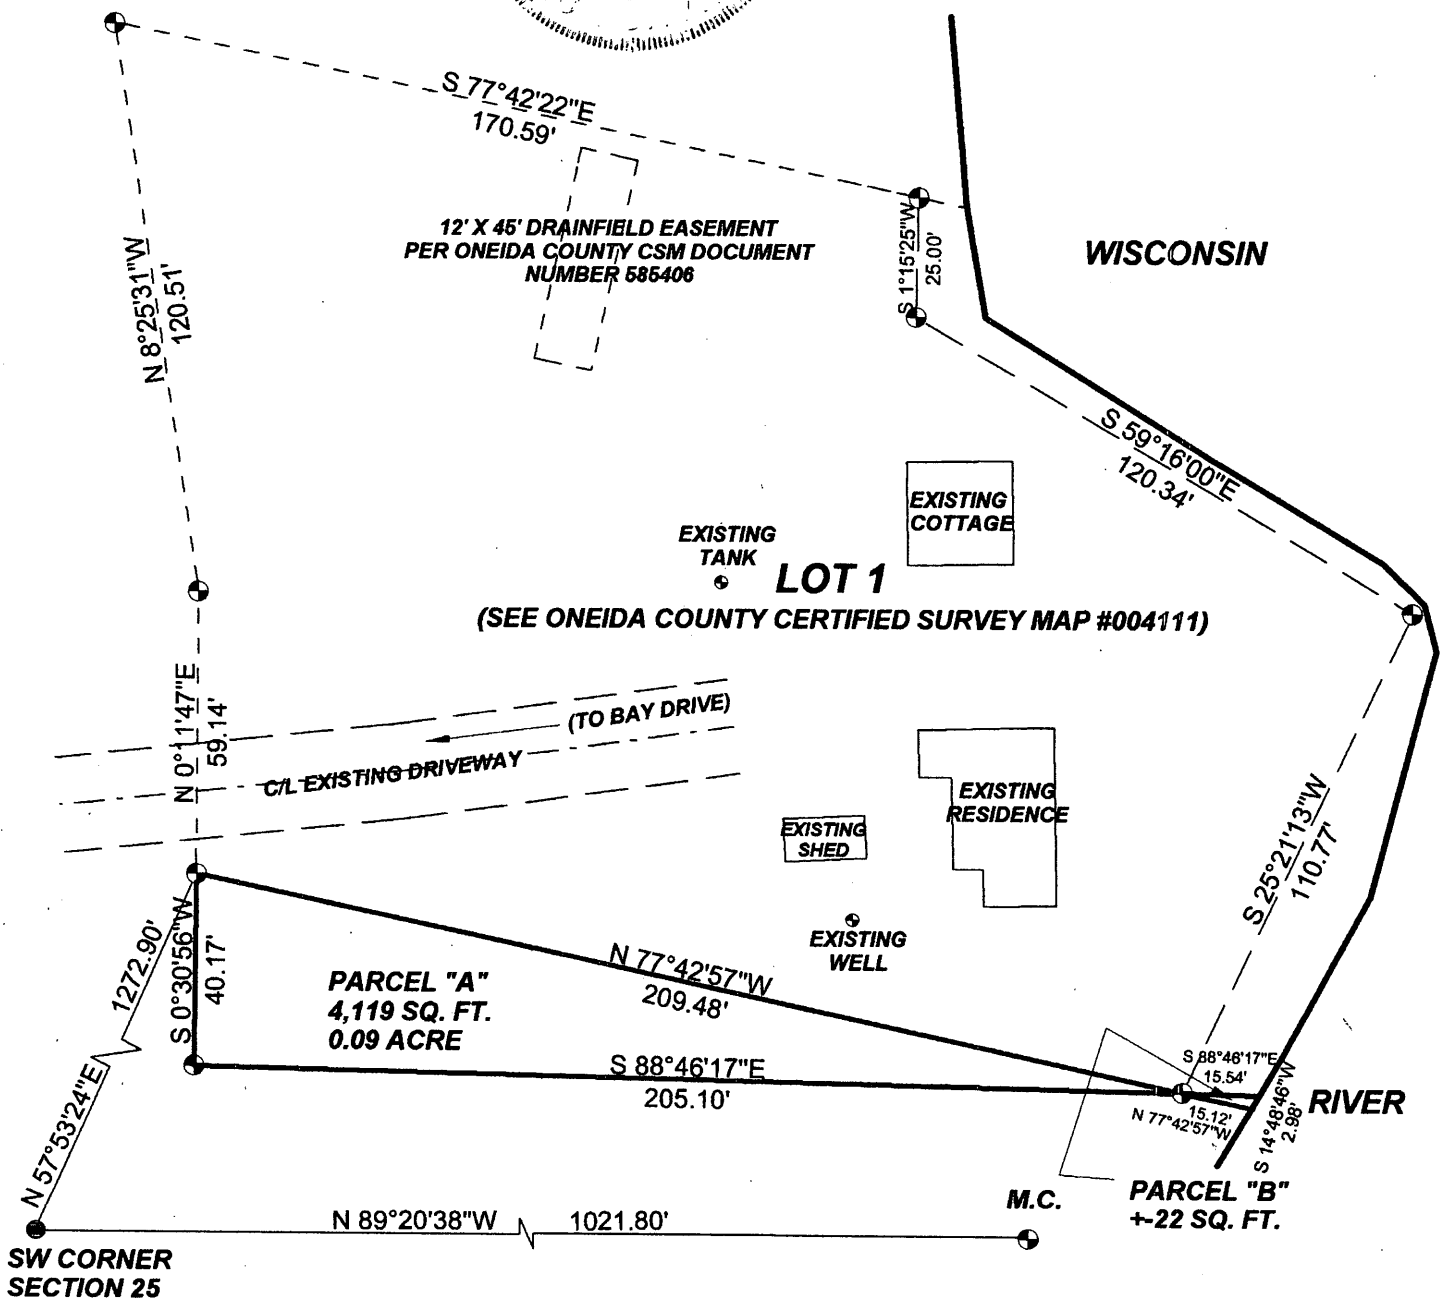 S 77°42'22"E
170.59'
12' X 45' DRAINFIELD EASEMENT
PER ONEIDA COUNTY CSM DOCUMENT
NUMBER 585406
S 1°15'25"W
25.00'
WISCONSIN
N 8°25'31"W
120.51'
S 59°16'00"E
120.34'
EXISTING
COTTAGE
EXISTING
TANK
LOT 1
(SEE ONEIDA COUNTY CERTIFIED SURVEY MAP #004111)
N 0°11'47"E
59.14'
(TO BAY DRIVE)
C/L EXISTING DRIVEWAY
EXISTING
RESIDENCE
EXISTING
SHED
S 25°21'13"W
110.77'
EXISTING
WELL
1272.90'
S 0°30'56"W
40.17'
PARCEL "A"
4,119 SQ. FT.
0.09 ACRE
N 77°42'57"W
209.48'
S 88°46'17"E
205.10'
S 88°46'17"E
15.54'
15.12'
N 77°42'57"W
S 14°48'46"W
2.98'
RIVER
N 57°53'24"E
M.C.
PARCEL "B"
+-22 SQ. FT.
N 89°20'38"W 1021.80'
SW CORNER
SECTION 25